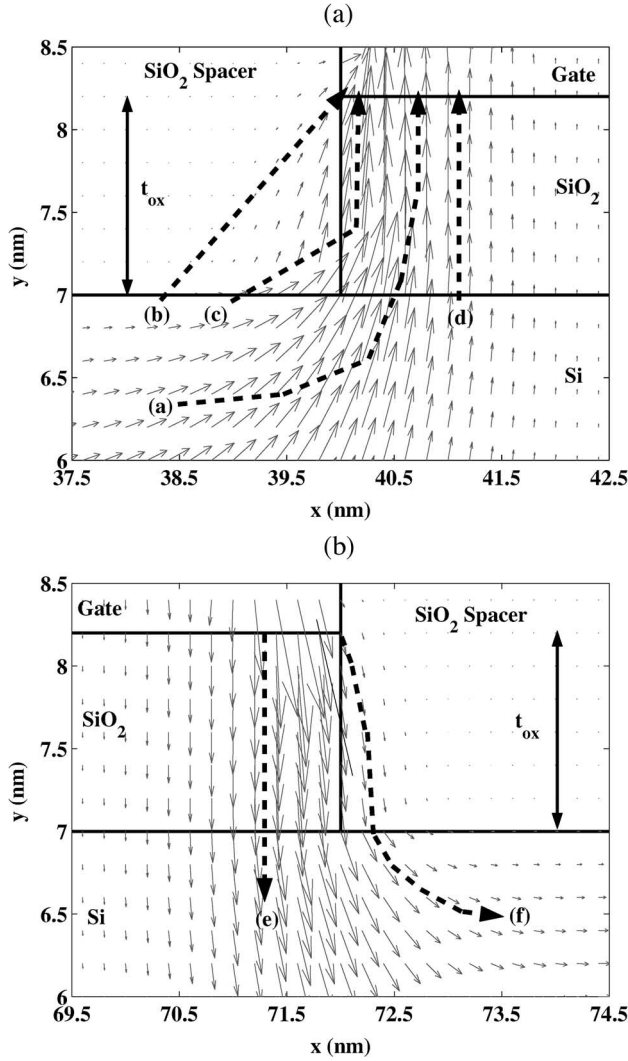 (a)
8.5
8
7.5
7
6.5
6
y (nm)
SiO2 Spacer
Gate
tox
SiO2
(b)
(c)
(d)
(a)
Si
37.5
38.5
39.5
40.5
41.5
42.5
x (nm)
(b)
8.5
8
7.5
7
6.5
6
y (nm)
Gate
SiO2 Spacer
SiO2
tox
Si
(e)
(f)
69.5
70.5
71.5
72.5
73.5
74.5
x (nm)